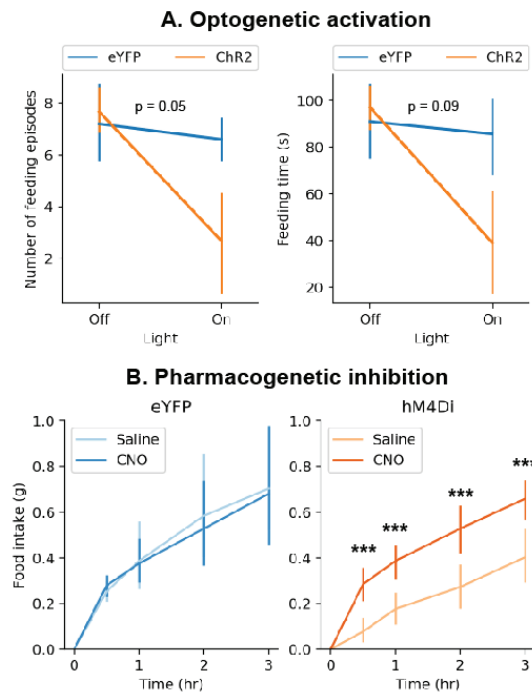 A. Optogenetic activation
eYFP ChR2
eYFP ChR2
p = 0.05
p = 0.09
Number of feeding episodes
8
6
4
2
Off On
Light
Feeding time (s)
100
80
60
40
20
Off On
Light
B. Pharmacogenetic inhibition
eYFP
hM4Di
Saline
CNO
Saline
CNO
Food intake (g)
1.0
0.8
0.6
0.4
0.2
0.0
0 1 2 3
Time (hr)
1.0
0.8
0.6
0.4
0.2
0.0
*** *** *** ***
0 1 2 3
Time (hr)